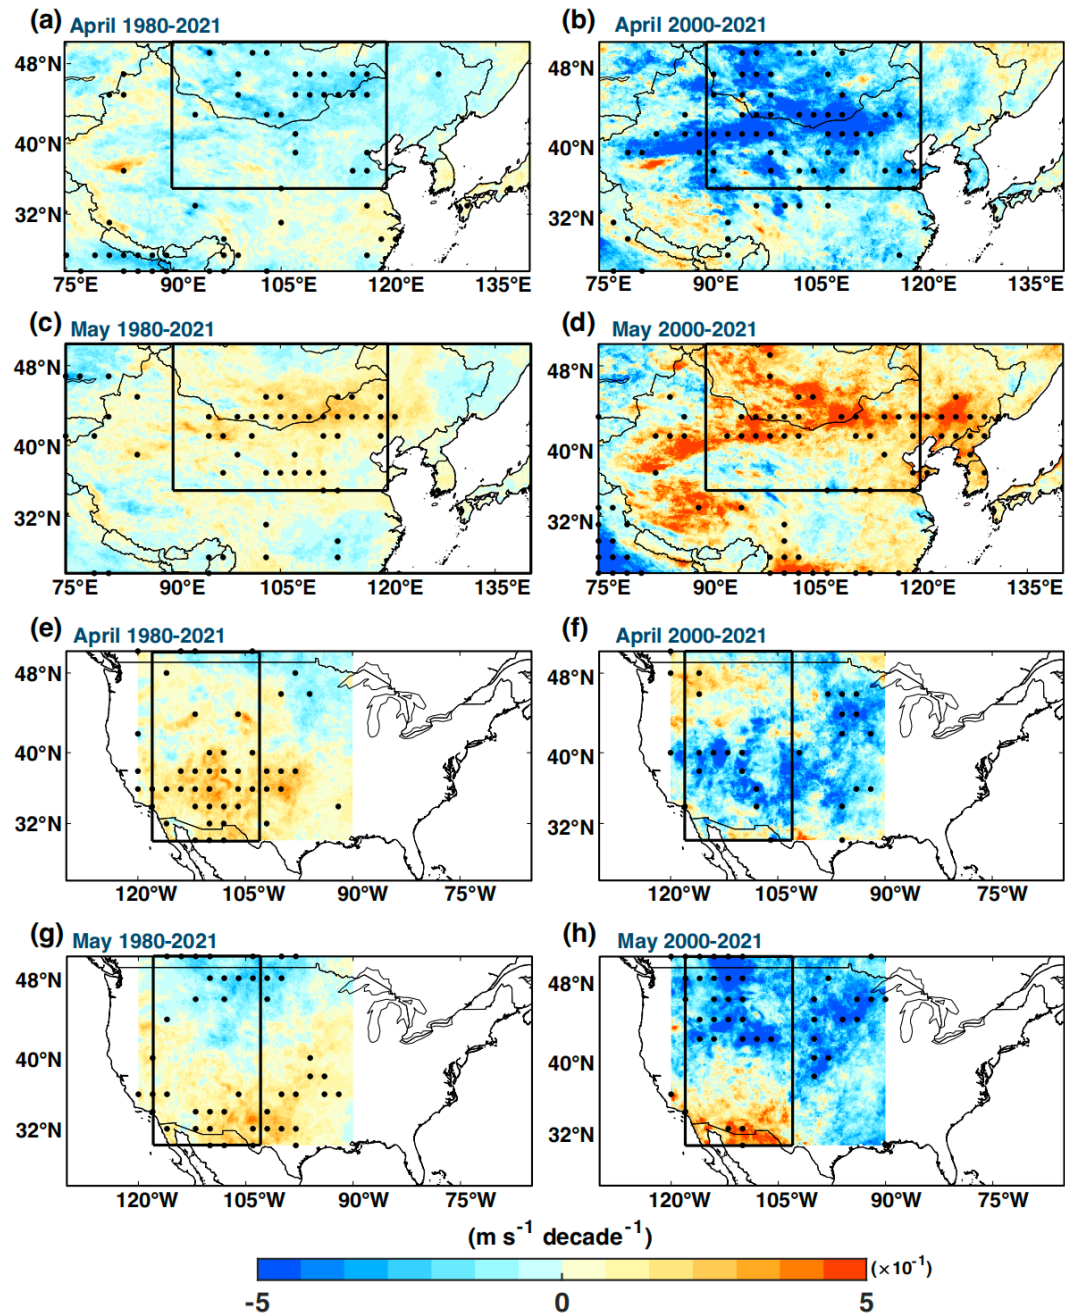 (a) April 1980-2021
(b) April 2000-2021
48°N
40°N
32°N
75°E 90°E 105°E 120°E 135°E
48°N
40°N
32°N
75°E 90°E 105°E 120°E 135°E
(c) May 1980-2021
(d) May 2000-2021
48°N
40°N
32°N
75°E 90°E 105°E 120°E 135°E
48°N
40°N
32°N
75°E 90°E 105°E 120°E 135°E
(e) April 1980-2021
(f) April 2000-2021
48°N
40°N
32°N
120°W 105°W 90°W 75°W
48°N
40°N
32°N
120°W 105°W 90°W 75°W
(g) May 1980-2021
(h) May 2000-2021
48°N
40°N
32°N
120°W 105°W 90°W 75°W
48°N
40°N
32°N
120°W 105°W 90°W 75°W
(m s⁻¹ decade⁻¹)
(×10⁻¹)
-5 0 5